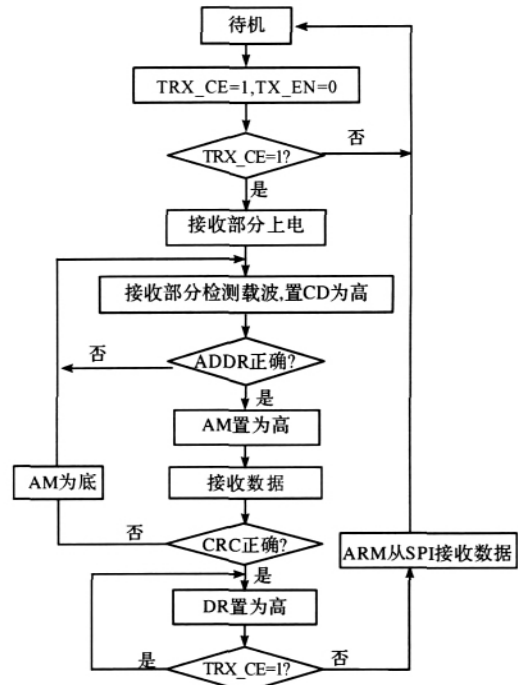 待机
TRX_CE=1,TX_EN=0
否
TRX_CE=1?
是
接收部分上电
接收部分检测载波,置CD为高
否
ADDR正确?
是
AM置为高
AM为底
接收数据
否
CRC正确?
ARM从SPI接收数据
是
DR置为高
是
TRX_CE=1?
否